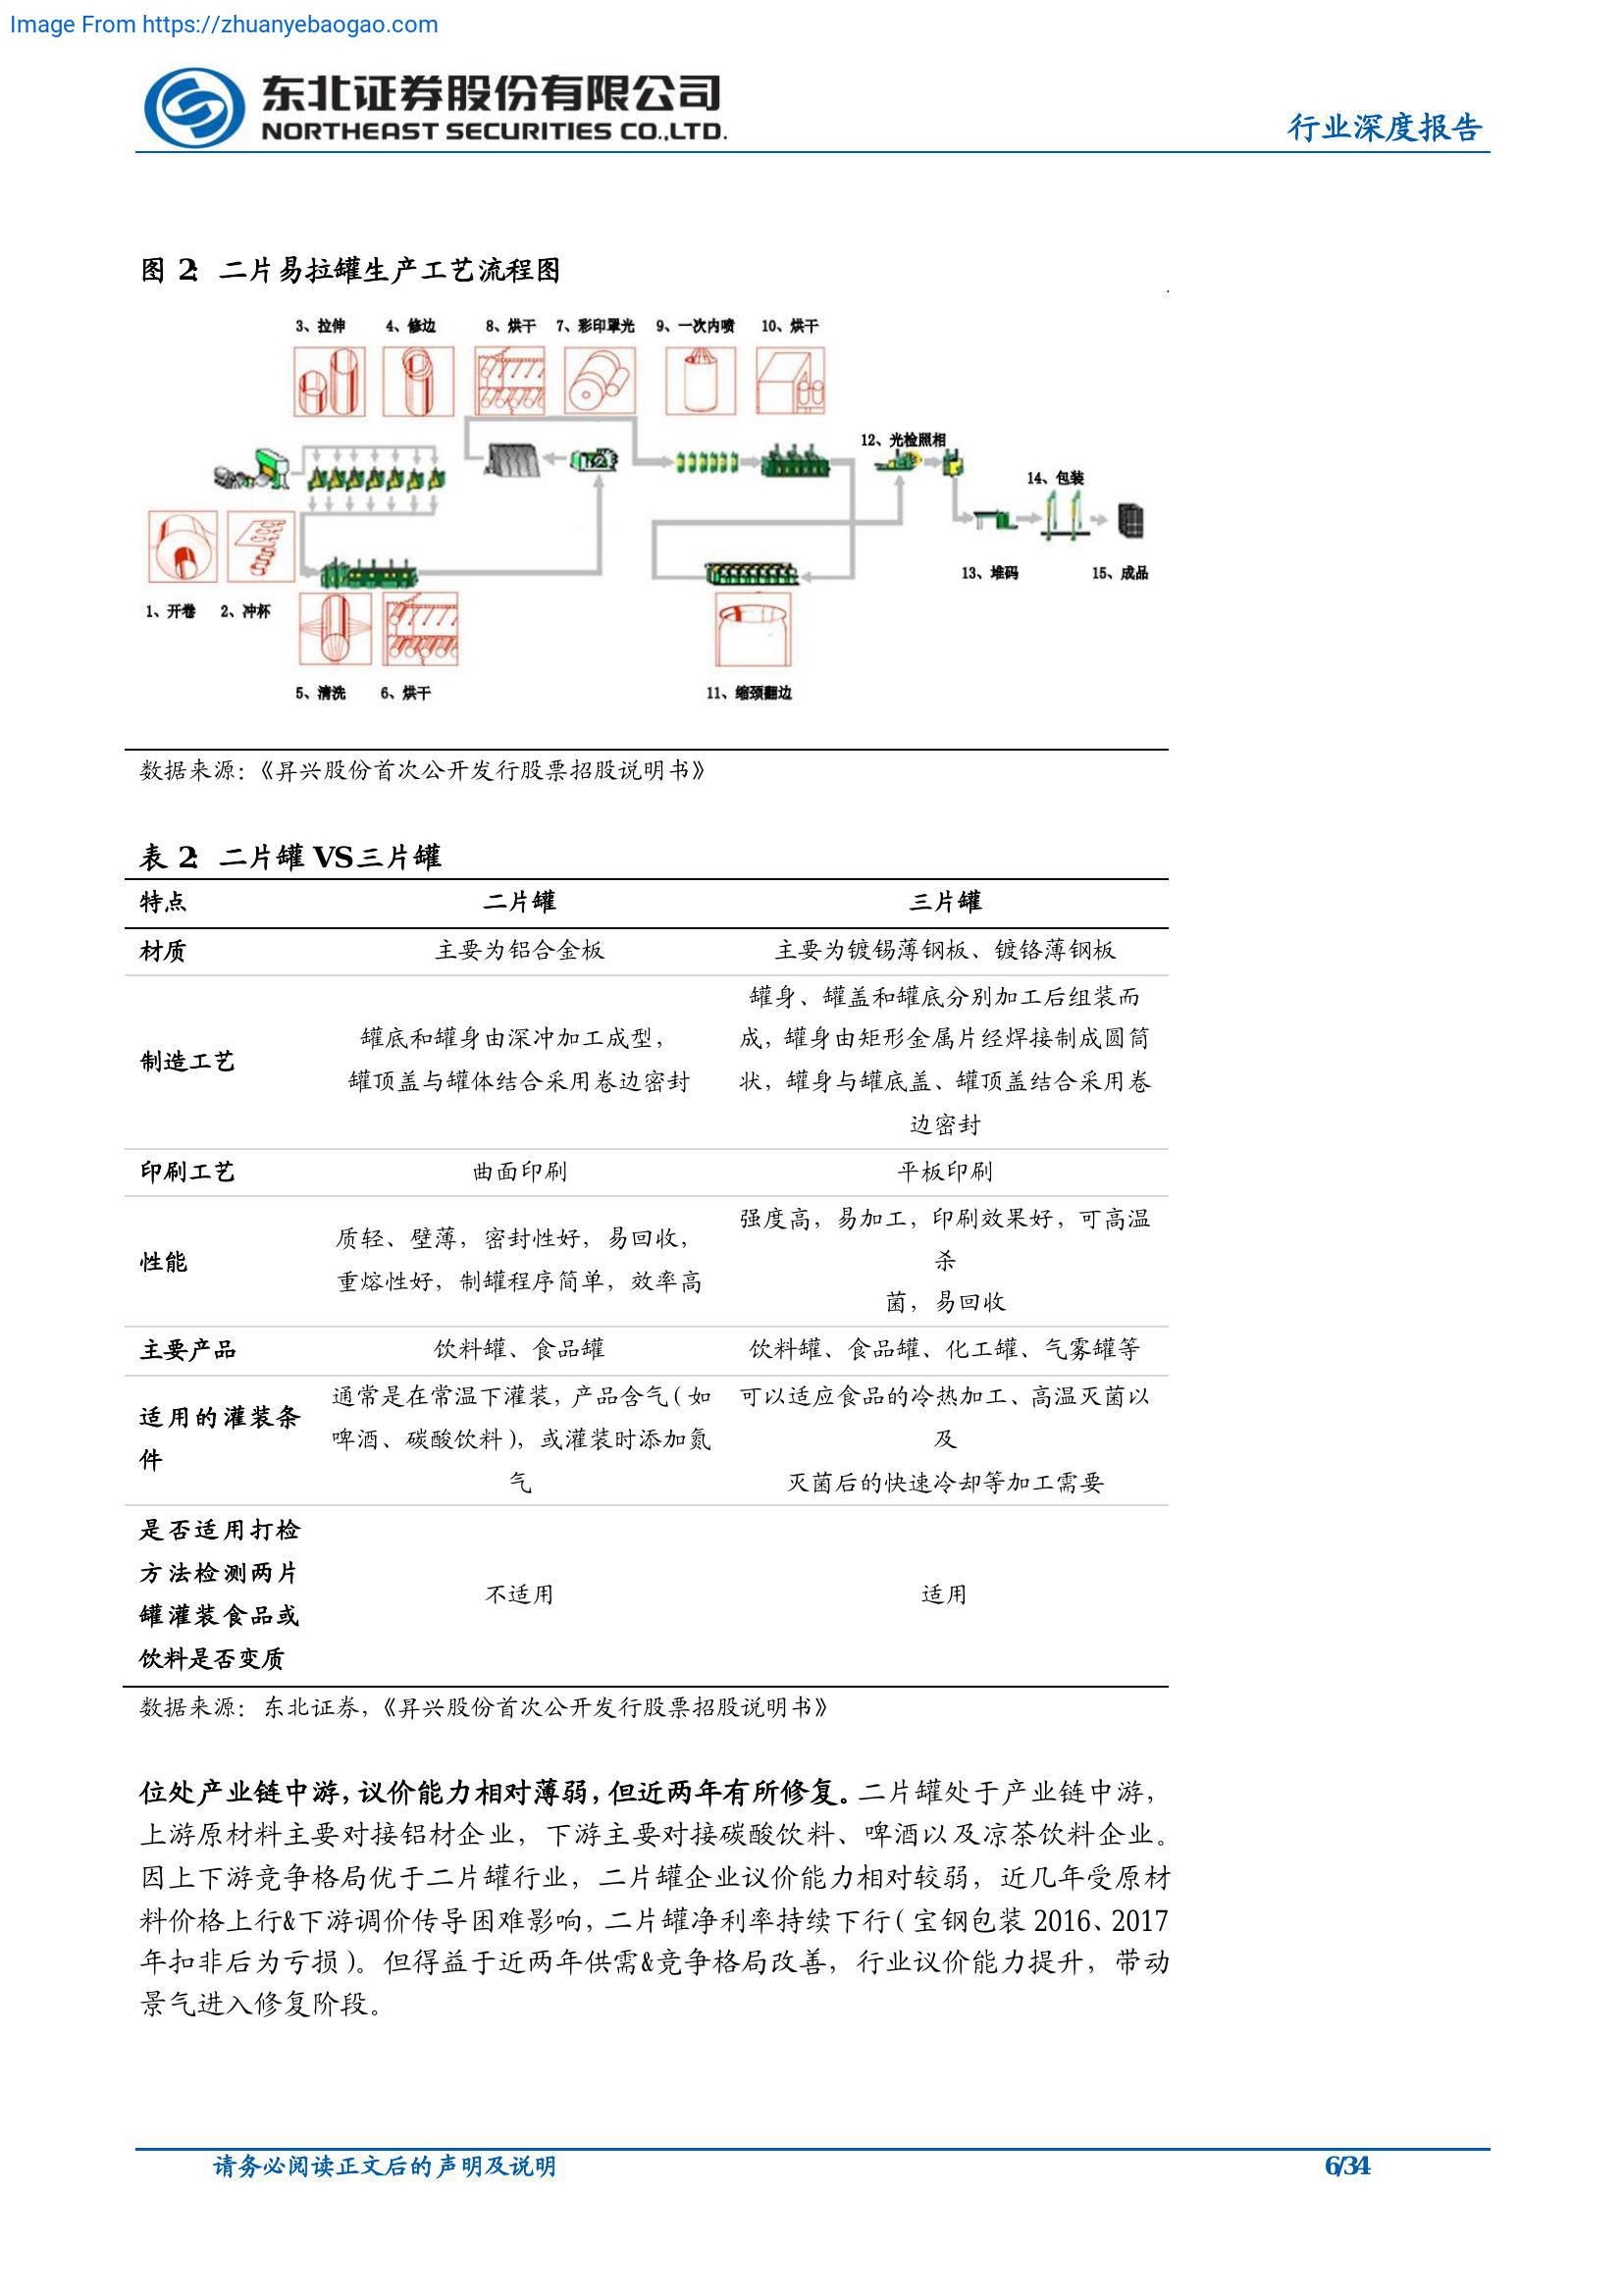 Image From https://zhuanyebaogao.com
东北证券股份有限公司
NORTHEAST SECURITIES CO.,LTD.
行业深度报告
图 2: 二片易拉罐生产工艺流程图
3、拉伸 4、修边 8、烘干 7、彩印罩光 9、一次内喷 10、烘干
12、光检照相
14、包装
13、堆码 15、成品
1、开卷 2、冲杯
5、清洗 6、烘干 11、缩颈翻边
数据来源：《昇兴股份首次公开发行股票招股说明书》
表 2: 二片罐 VS 三片罐
特点 二片罐 三片罐
材质 主要为铝合金板 主要为镀锡薄钢板、镀铬薄钢板
制造工艺
罐底和罐身由深冲加工成型，
罐顶盖与罐体结合采用卷边密封
罐身、罐盖和罐底分别加工后组装而
成，罐身由矩形金属片经焊接制成圆筒
状，罐身与罐底盖、罐顶盖结合采用卷
边密封
印刷工艺 曲面印刷 平板印刷
性能
质轻、壁薄，密封性好，易回收，
重熔性好，制罐程序简单，效率高
强度高，易加工，印刷效果好，可高温
杀
菌，易回收
主要产品 饮料罐、食品罐 饮料罐、食品罐、化工罐、气雾罐等
适用的灌装条
件
通常是在常温下灌装，产品含气（如
啤酒、碳酸饮料），或灌装时添加氮
气
可以适应食品的冷热加工、高温灭菌以
及
灭菌后的快速冷却等加工需要
是否适用打检
方法检测两片
罐灌装食品或
饮料是否变质
不适用 适用
数据来源：东北证券，《昇兴股份首次公开发行股票招股说明书》
位处产业链中游，议价能力相对薄弱，但近两年有所修复。二片罐处于产业链中游，
上游原材料主要对接铝材企业，下游主要对接碳酸饮料、啤酒以及凉茶饮料企业。
因上下游竞争格局优于二片罐行业，二片罐企业议价能力相对较弱，近几年受原材
料价格上行&下游调价传导困难影响，二片罐净利率持续下行（宝钢包装 2016、2017
年扣非后为亏损）。但得益于近两年供需&竞争格局改善，行业议价能力提升，带动
景气进入修复阶段。
请务必阅读正文后的声明及说明 6/34